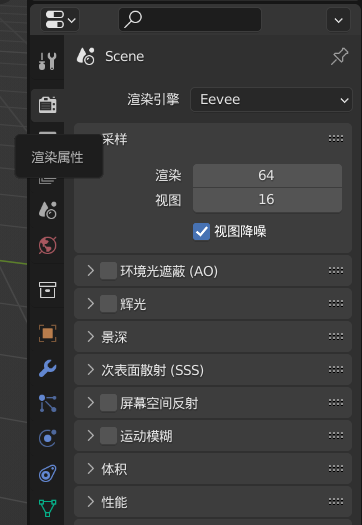 Scene
渲染引擎 Eevee
采样
渲染属性
渲染 64
视图 16
视图降噪
环境光遮蔽 (AO)
辉光
景深
次表面散射 (SSS)
屏幕空间反射
运动模糊
体积
性能